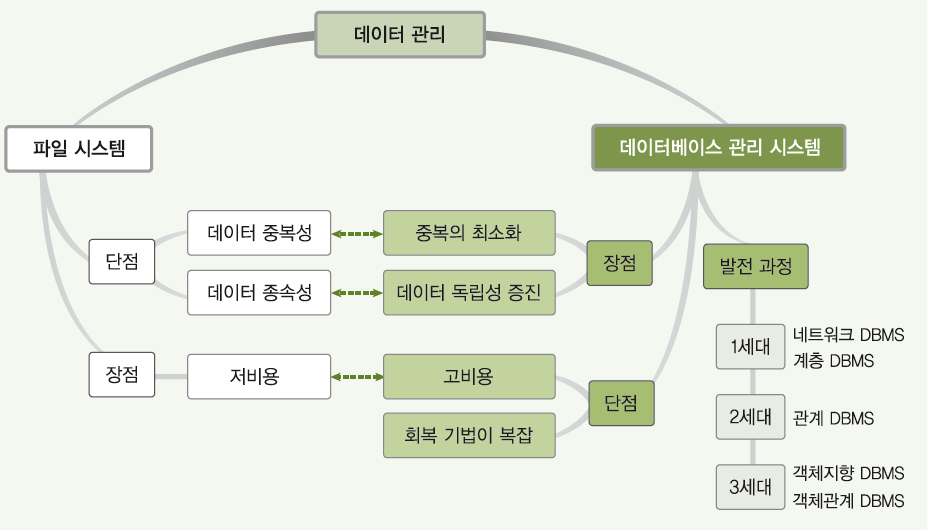 데이터 관리
파일 시스템
데이터베이스 관리 시스템
단점
데이터 중복성
데이터 종속성
장점
저비용
중복의 최소화
데이터 독립성 증진
장점
고비용
회복 기법이 복잡
단점
발전 과정
1세대
네트워크 DBMS
계층 DBMS
2세대
관계 DBMS
3세대
객체지향 DBMS
객체관계 DBMS